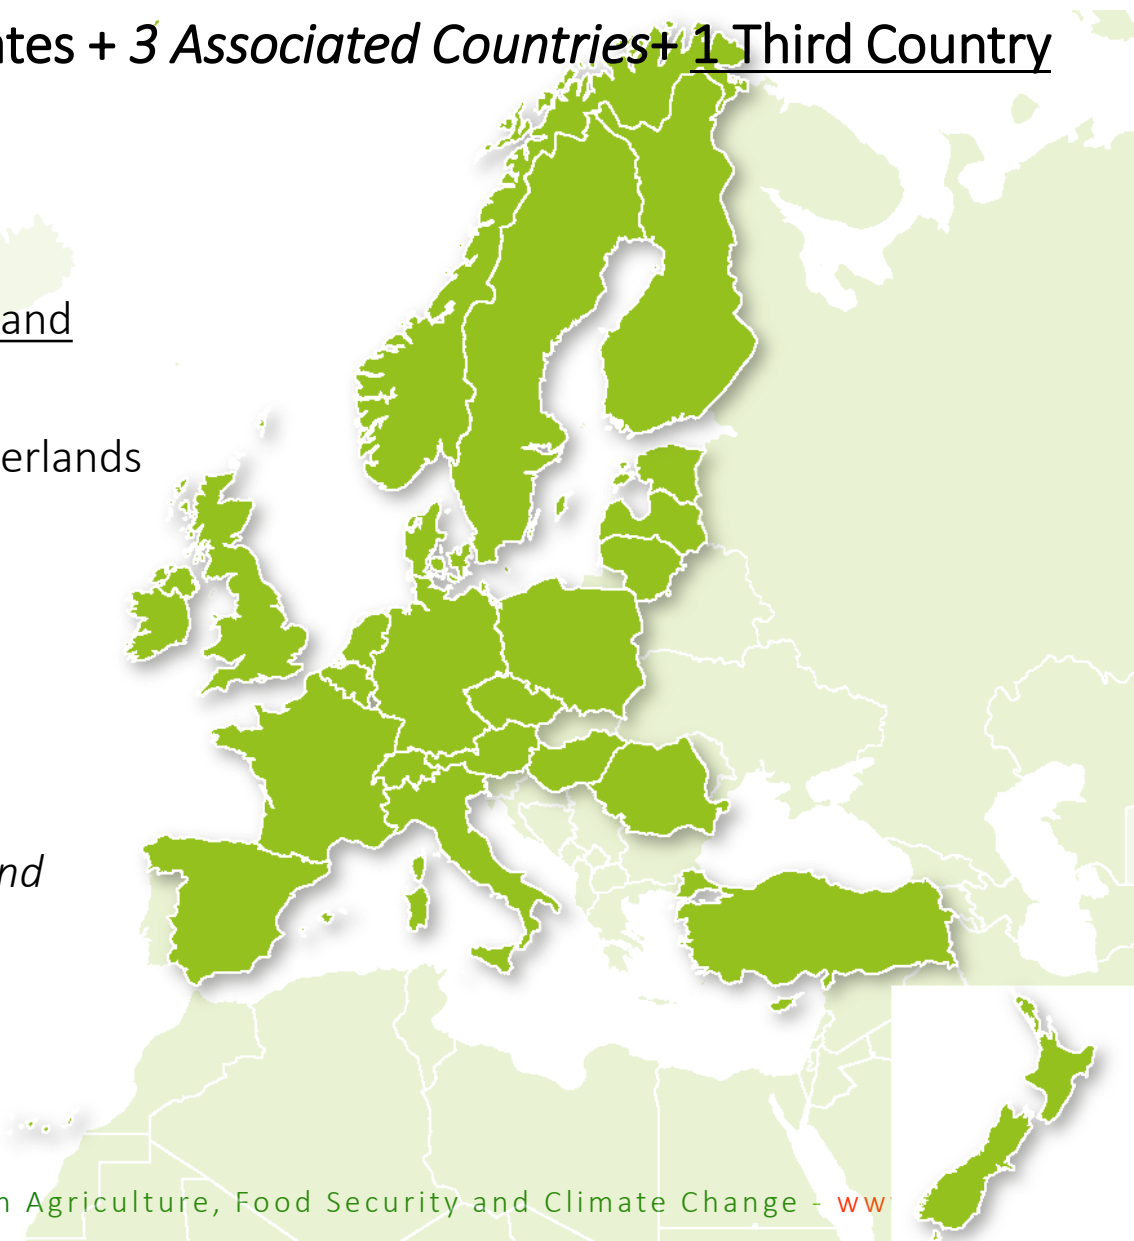 ates + 3 Associated Countries+ 1 Third Country
and
erlands
nd
n Agriculture, Food Security and Climate Change - ww